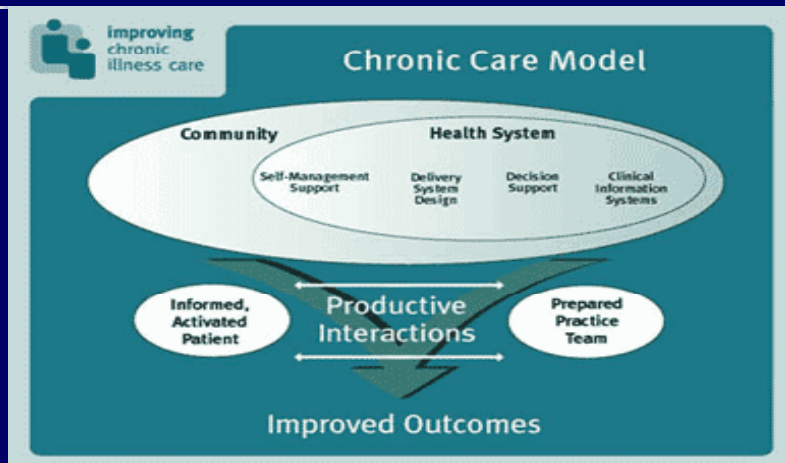 improving
chronic
illness care
Chronic Care Model
Community
Health System
Self-Management
Support
Delivery
System
Design
Decision
Support
Clinical
Information
Systems
Informed,
Activated
Patient
Productive
Interactions
Prepared
Practice
Team
Improved Outcomes